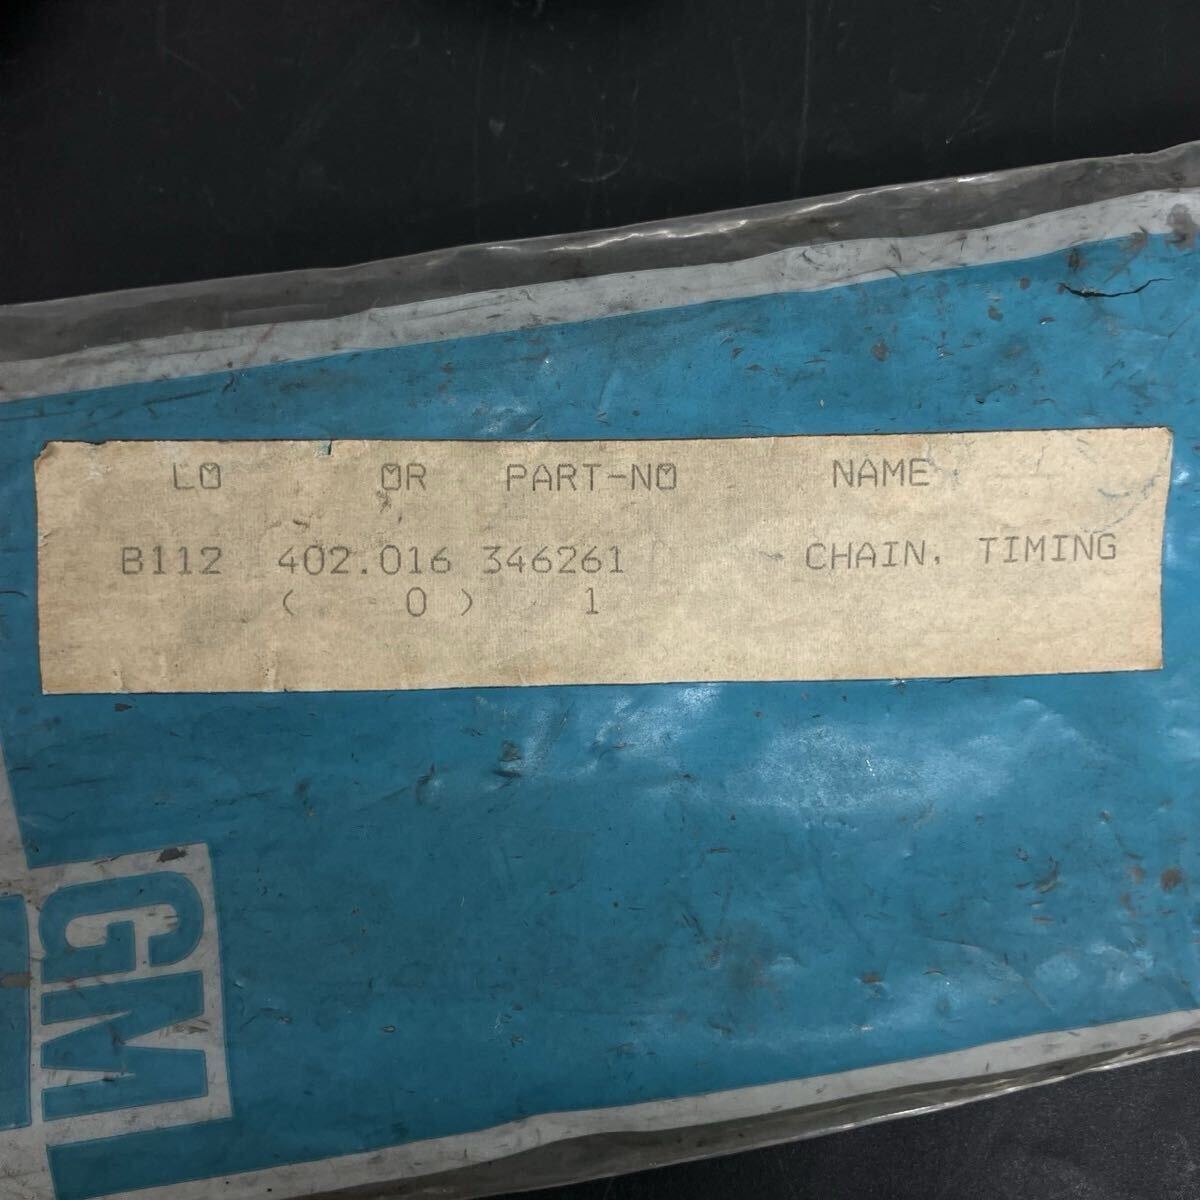 LO OR PART-NO NAME
B112 402.016 346261 CHAIN, TIMING
( 0 ) 1
GM